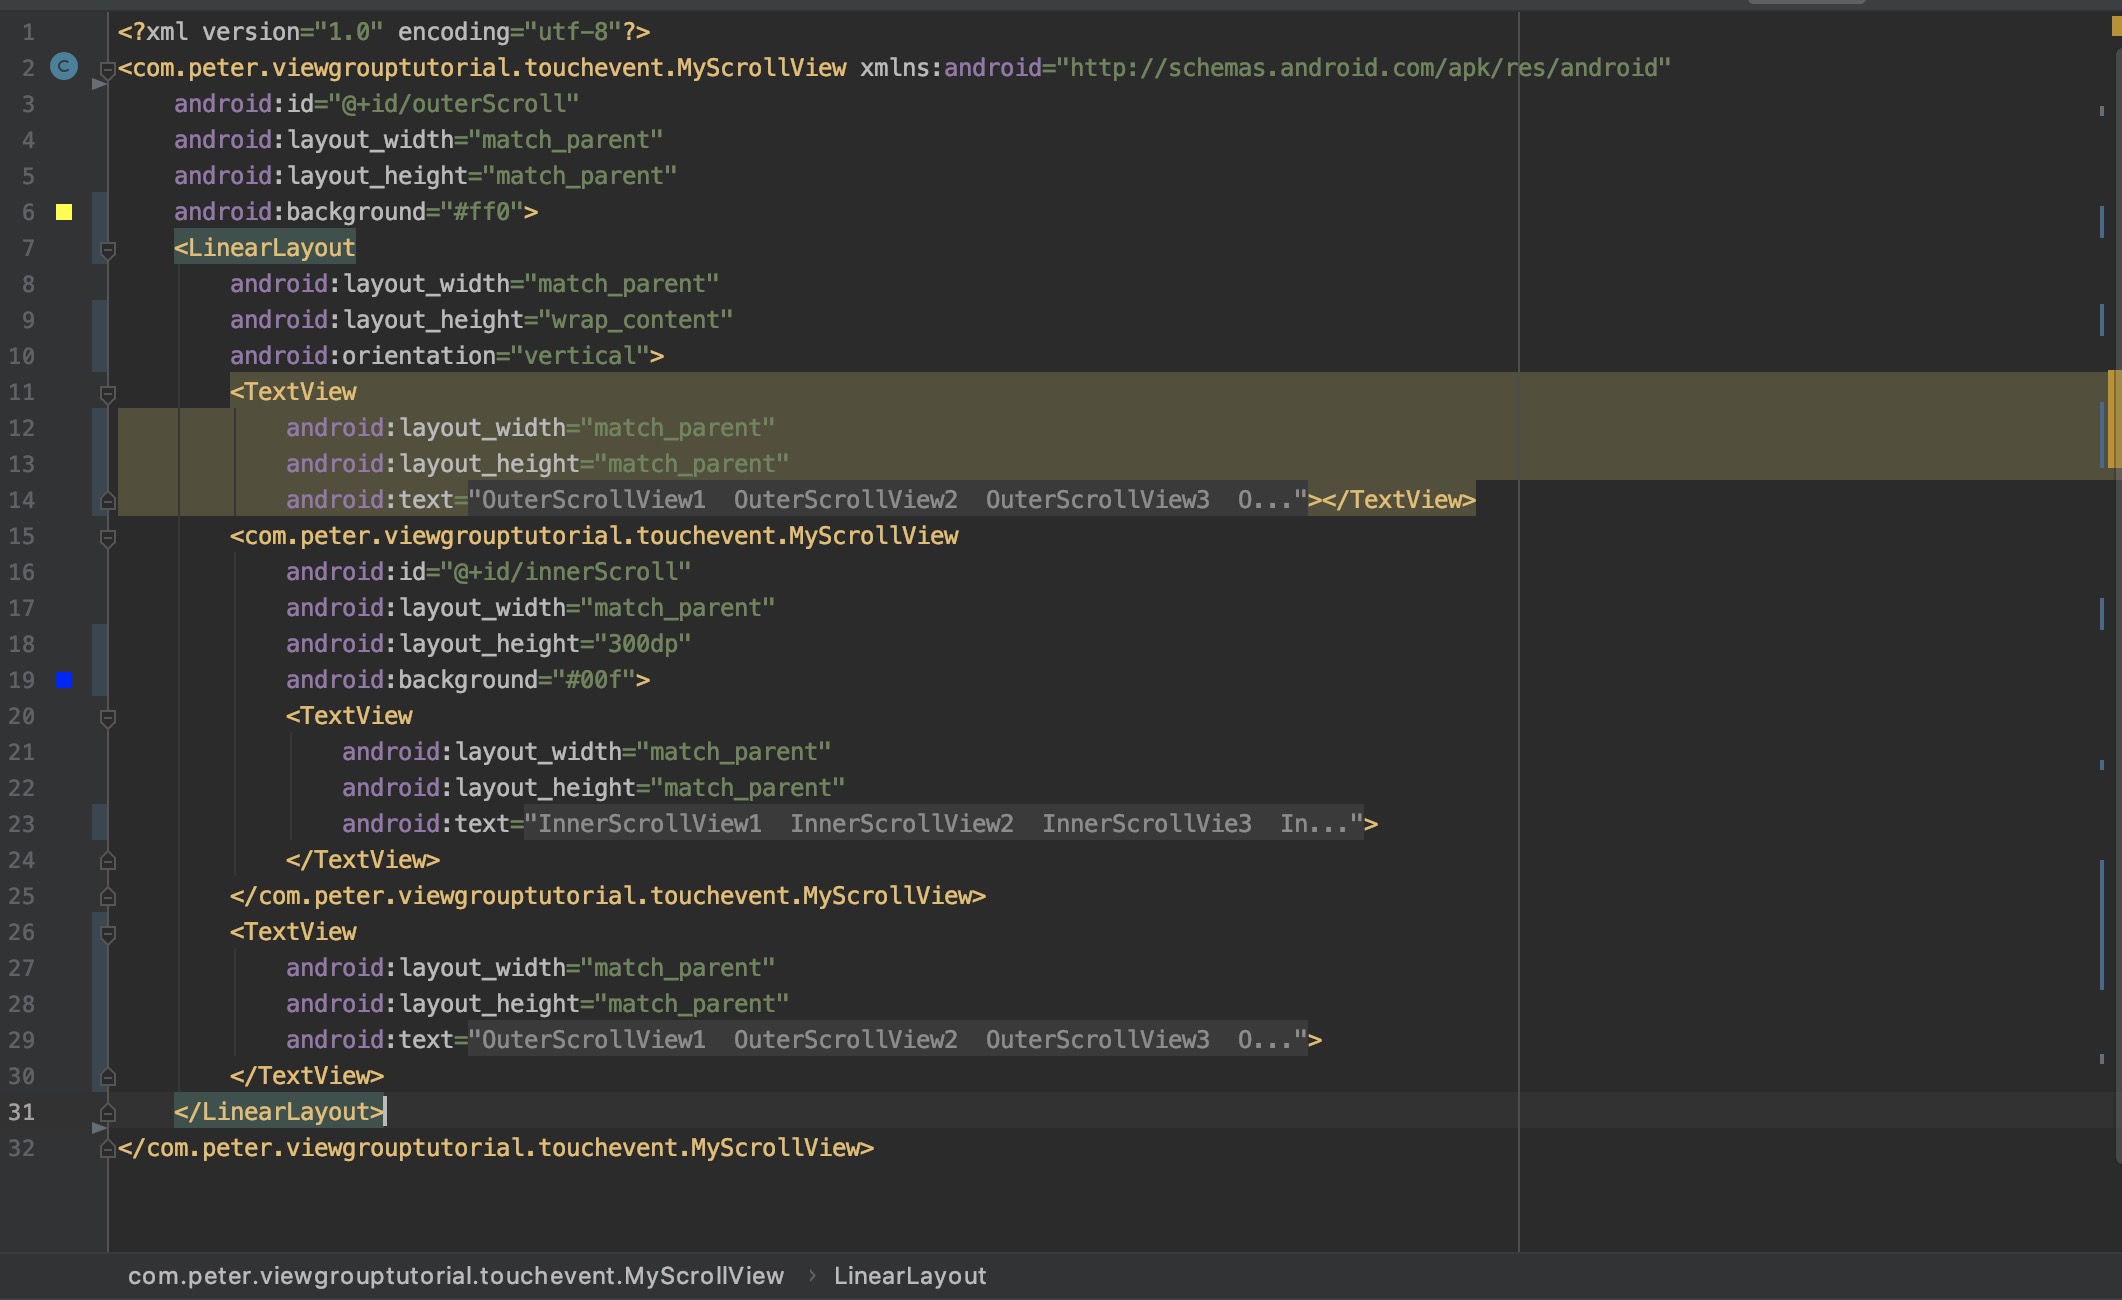 1 <?xml version="1.0" encoding="utf-8"?>
C
2 <com.peter.viewgrouptutorial.touchevent.MyScrollView xmlns:android="http://schemas.android.com/apk/res/android"
3     android:id="@+id/outerScroll"
4     android:layout_width="match_parent"
5     android:layout_height="match_parent"
6     android:background="#ff0">
7     <LinearLayout
8         android:layout_width="match_parent"
9         android:layout_height="wrap_content"
10         android:orientation="vertical">
11         <TextView
12             android:layout_width="match_parent"
13             android:layout_height="match_parent"
14             android:text="OuterScrollView1  OuterScrollView2  OuterScrollView3  O..."></TextView>
15         <com.peter.viewgrouptutorial.touchevent.MyScrollView
16             android:id="@+id/innerScroll"
17             android:layout_width="match_parent"
18             android:layout_height="300dp"
19             android:background="#00f">
20             <TextView
21                 android:layout_width="match_parent"
22                 android:layout_height="match_parent"
23                 android:text="InnerScrollView1  InnerScrollView2  InnerScrollVie3  In...">
24             </TextView>
25         </com.peter.viewgrouptutorial.touchevent.MyScrollView>
26         <TextView
27             android:layout_width="match_parent"
28             android:layout_height="match_parent"
29             android:text="OuterScrollView1  OuterScrollView2  OuterScrollView3  O...">
30         </TextView>
31     </LinearLayout>
32 </com.peter.viewgrouptutorial.touchevent.MyScrollView>
com.peter.viewgrouptutorial.touchevent.MyScrollView › LinearLayout